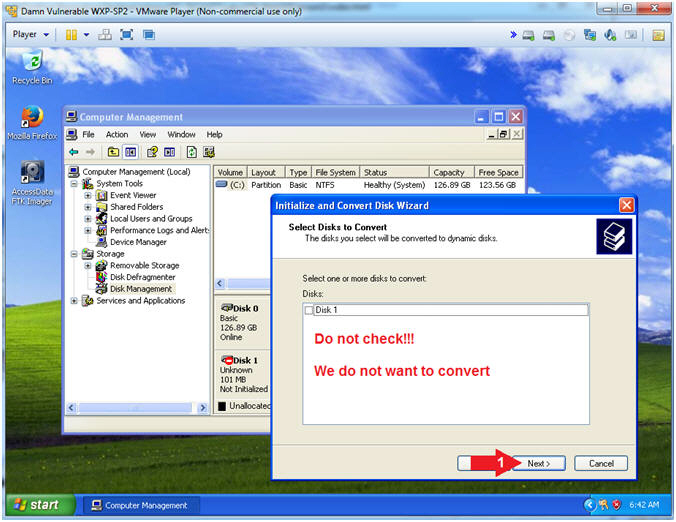 Damn Vulnerable WXP-SP2 - VMware Player (Non-commercial use only)
Player
Recycle Bin
Mozilla Firefox
AccessData FTK Imager
Computer Management
File Action View Window Help
Computer Management (Local)
System Tools
Event Viewer
Shared Folders
Local Users and Groups
Performance Logs and Alert
Device Manager
Storage
Removable Storage
Disk Defragmenter
Disk Management
Services and Applications
Volume Layout Type File System Status Capacity Free Space
(C:) Partition Basic NTFS Healthy (System) 126.89 GB 123.56 GB
Disk 0
Basic
126.89 GB
Online
Disk 1
Unknown
101 MB
Not Initialized
Unallocated
Initialize and Convert Disk Wizard
Select Disks to Convert
The disks you select will be converted to dynamic disks.
Select one or more disks to convert:
Disks:
Disk 1
Do not check!!!
We do not want to convert
1
Next >
Cancel
start
Computer Management
6:42 AM